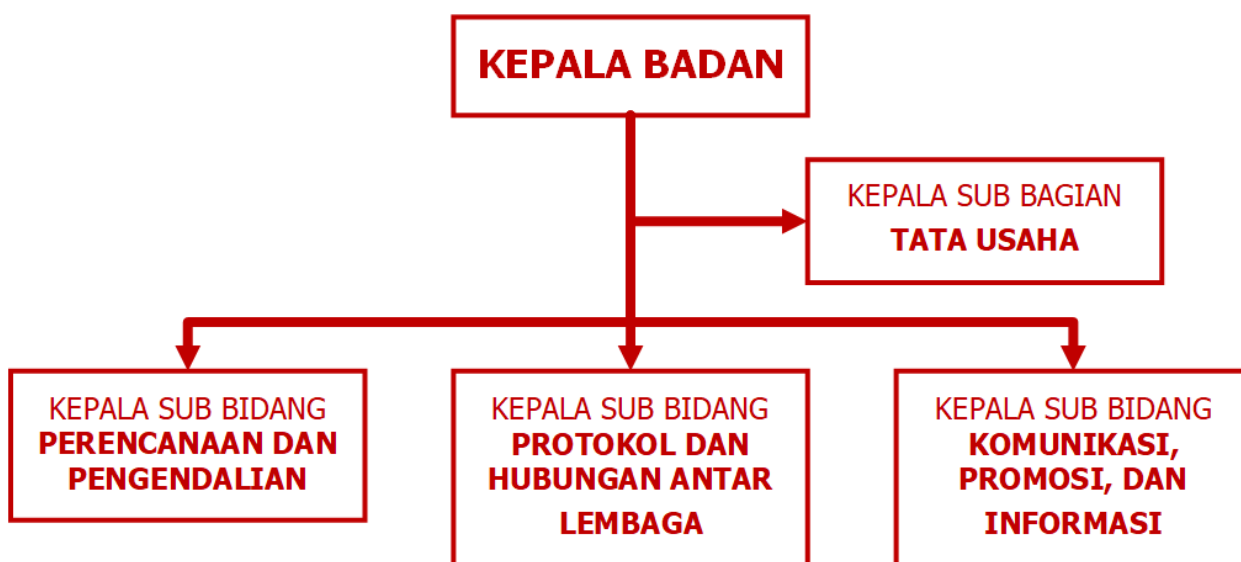 KEPALA BADAN
KEPALA SUB BAGIAN
TATA USAHA
KEPALA SUB BIDANG
PERENCANAAN DAN
PENGENDALIAN
KEPALA SUB BIDANG
PROTOKOL DAN
HUBUNGAN ANTAR
LEMBAGA
KEPALA SUB BIDANG
KOMUNIKASI,
PROMOSI, DAN
INFORMASI